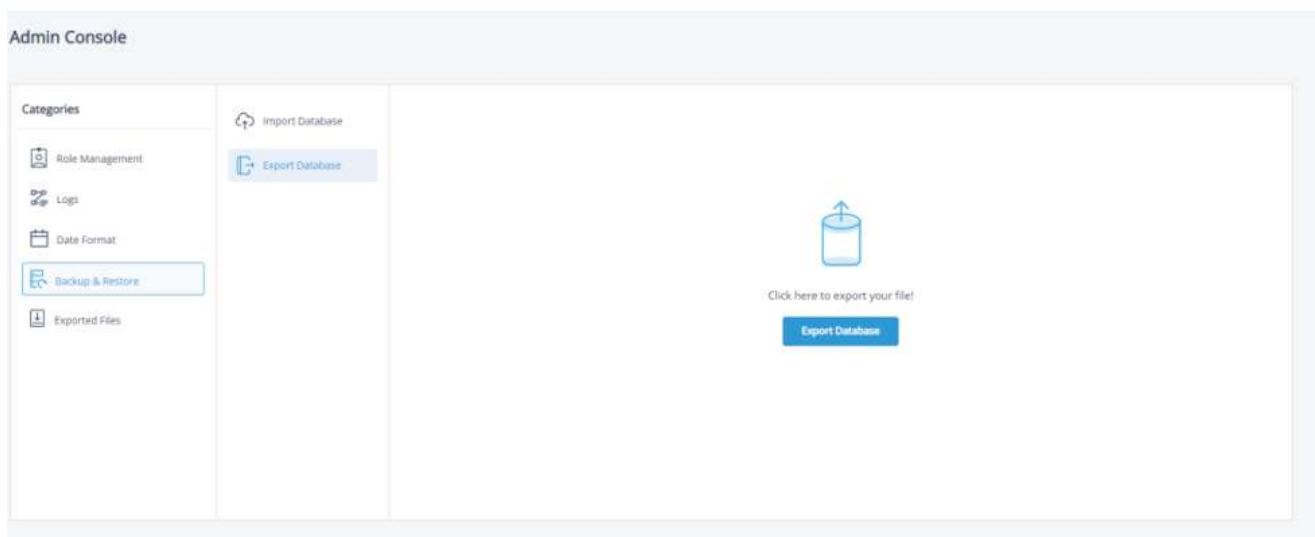 Admin Console
Categories
Role Management
Logs
Date Format
Backup & Restore
Exported Files
Import Database
Export Database
Click here to export your file!
Export Database